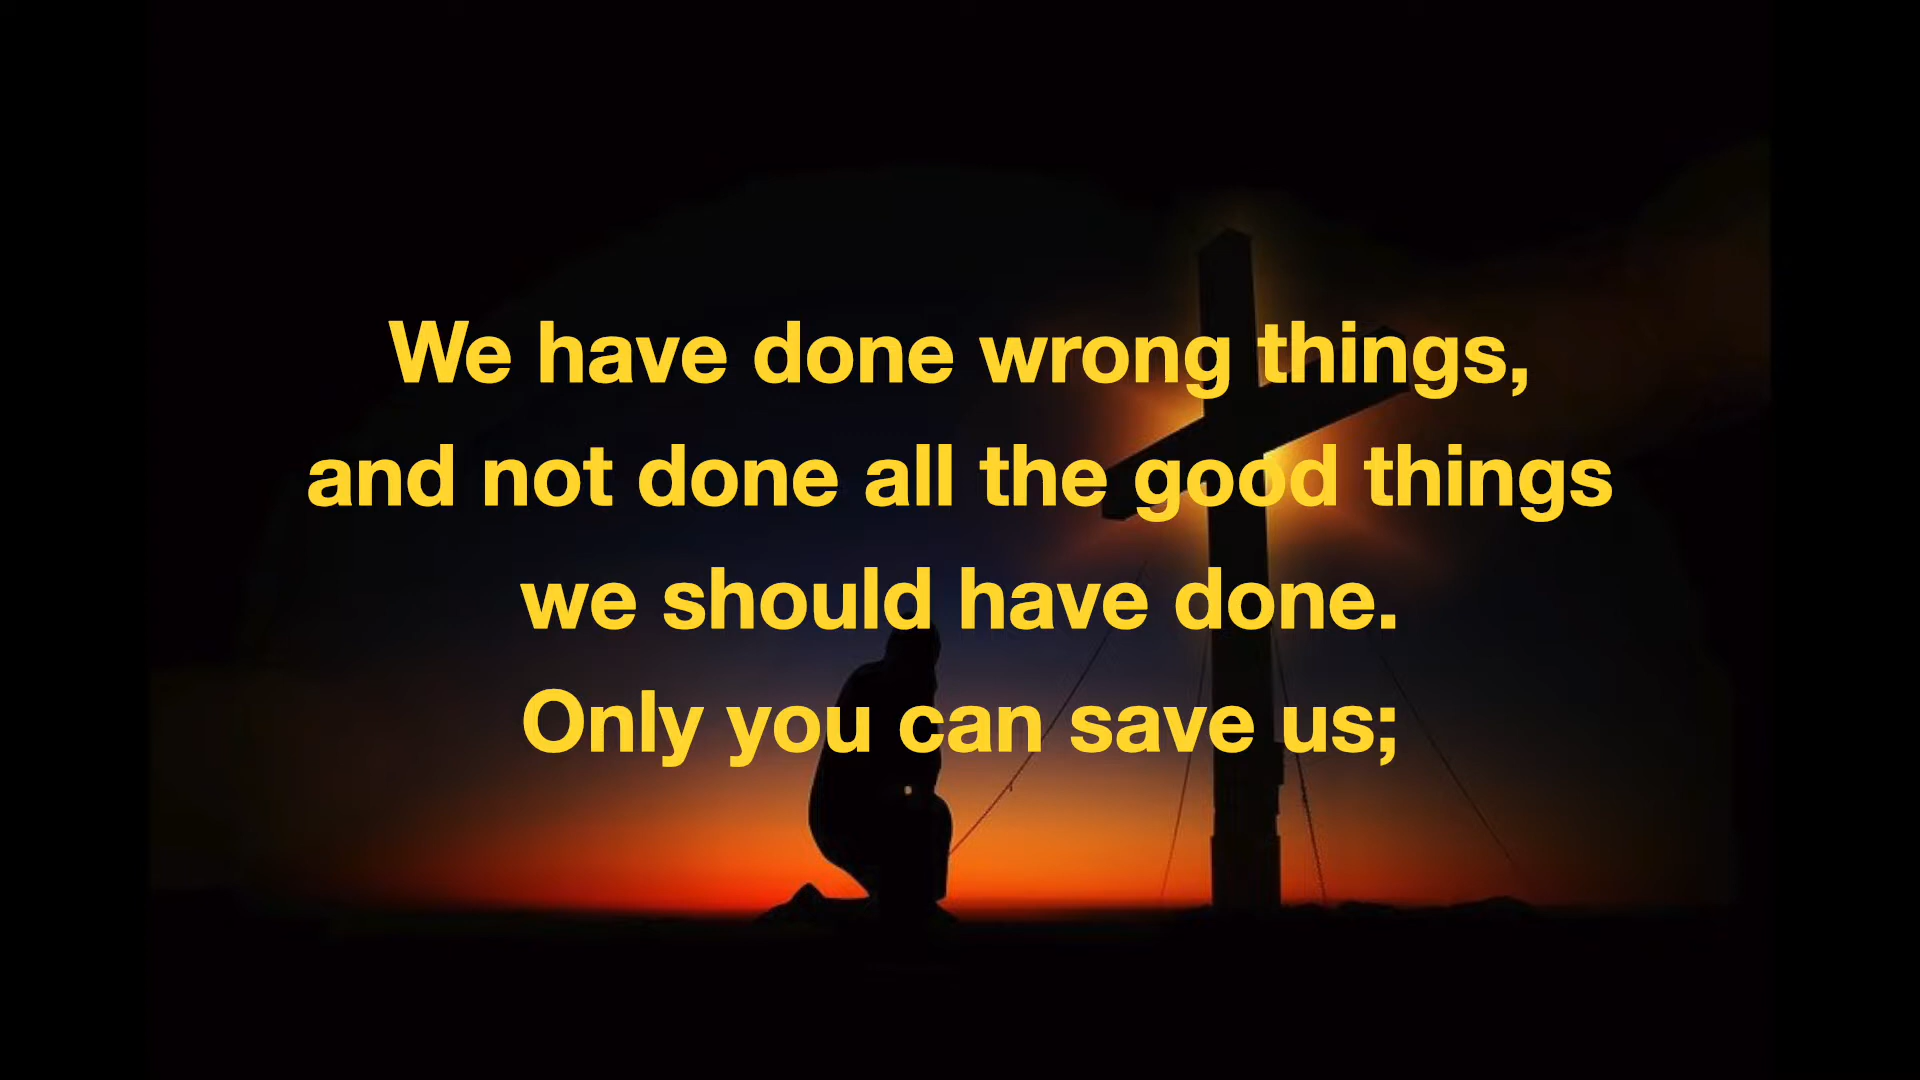 We have done wrong things,
and not done all the good things
we should have done.
Only you can save us;